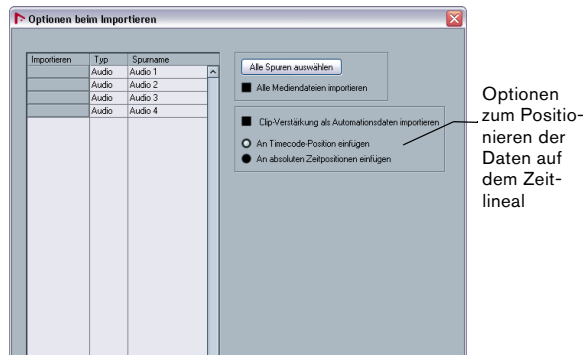 Optionen beim Importieren
Importieren Typ Spurname
Audio Audio 1
Audio Audio 2
Audio Audio 3
Audio Audio 4
Alle Spuren auswählen
Alle Mediendateien importieren
Clip-Verstärkung als Automationsdaten importieren
An Timecode-Position einfügen
An absoluten Zeitpositionen einfügen
Optionen
zum Positio-
nieren der
Daten auf
dem Zeit-
lineal